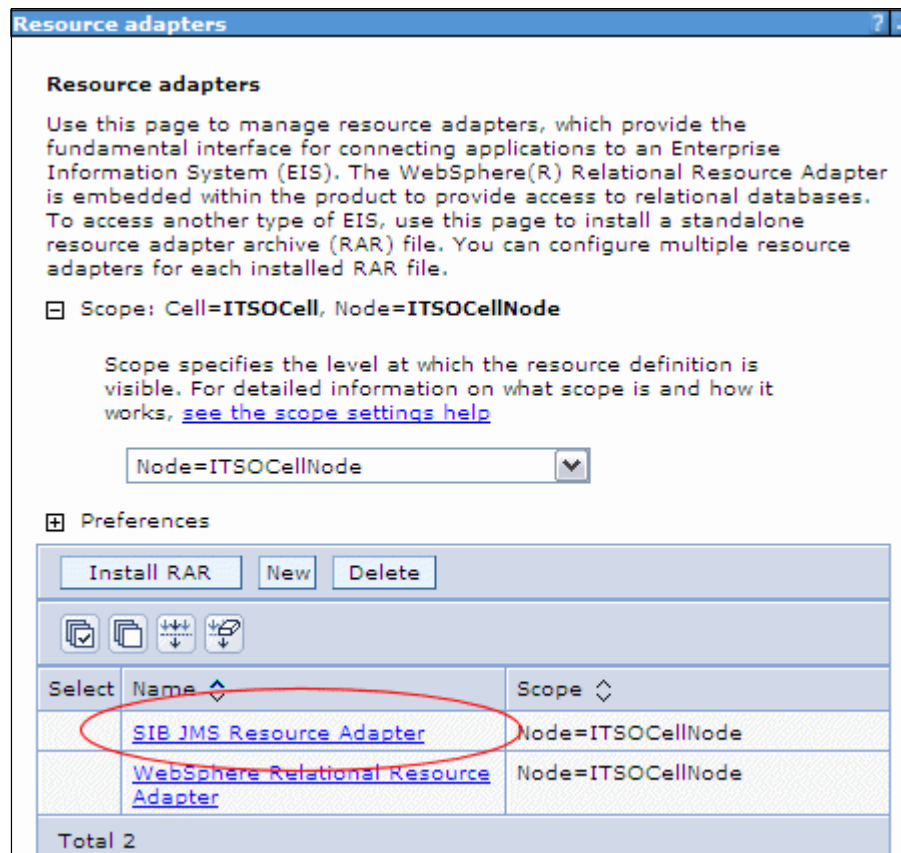 Resource adapters ?
Resource adapters
Use this page to manage resource adapters, which provide the
fundamental interface for connecting applications to an Enterprise
Information System (EIS). The WebSphere(R) Relational Resource Adapter
is embedded within the product to provide access to relational databases.
To access another type of EIS, use this page to install a standalone
resource adapter archive (RAR) file. You can configure multiple resource
adapters for each installed RAR file.
Scope: Cell=ITSOCell, Node=ITSOCellNode
Scope specifies the level at which the resource definition is
visible. For detailed information on what scope is and how it
works, see the scope settings help
Node=ITSOCellNode
Preferences
Install RAR New Delete
Select Name Scope
SIB JMS Resource Adapter Node=ITSOCellNode
WebSphere Relational Resource Node=ITSOCellNode
Adapter
Total 2